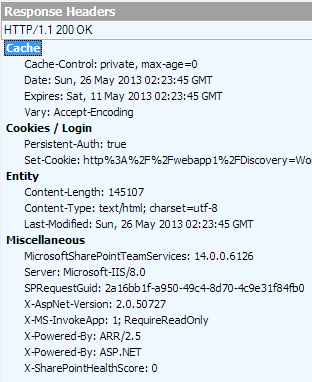 Response Headers
HTTP/1.1 200 OK
Cache
Cache-Control: private, max-age=0
Date: Sun, 26 May 2013 02:23:45 GMT
Expires: Sat, 11 May 2013 02:23:45 GMT
Vary: Accept-Encoding
Cookies / Login
Persistent-Auth: true
Set-Cookie: http%3A%2F%2Fwebapp1%2FDiscovery=Wo
Entity
Content-Length: 145107
Content-Type: text/html; charset=utf-8
Last-Modified: Sun, 26 May 2013 02:23:45 GMT
Miscellaneous
MicrosoftSharePointTeamServices: 14.0.0.6126
Server: Microsoft-IIS/8.0
SPRequestGuid: 2a16bb1f-a950-49c4-8d70-4c9e31f84fb0
X-AspNet-Version: 2.0.50727
X-MS-InvokeApp: 1; RequireReadOnly
X-Powered-By: ARR/2.5
X-Powered-By: ASP.NET
X-SharePointHealthScore: 0